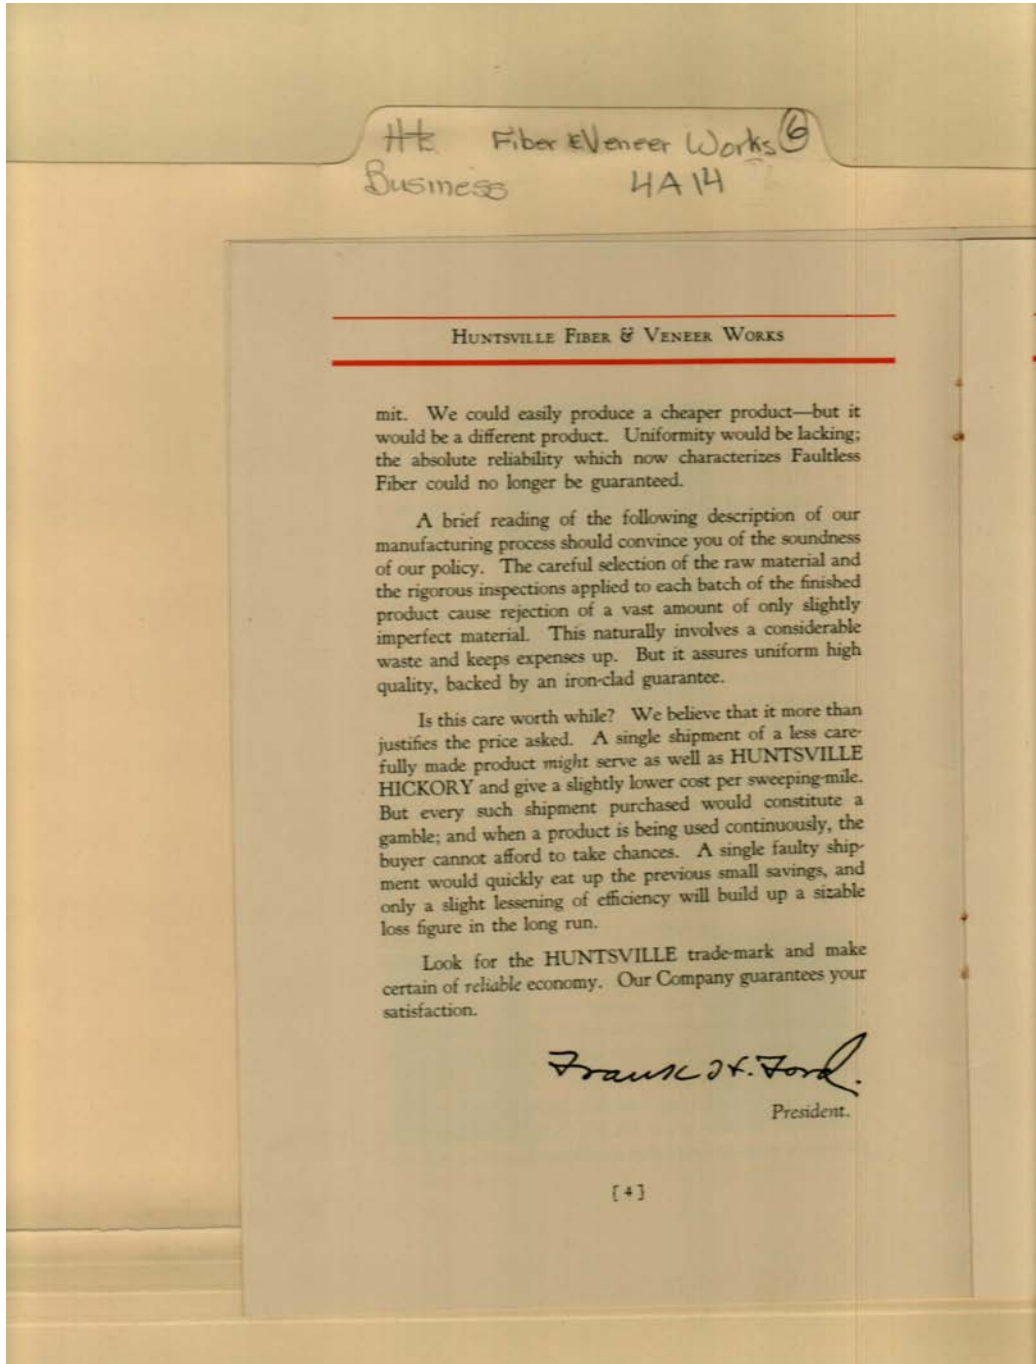 Fiber & Veneer Works 6
Business 4A14
HUNTSVILLE FIBER & VENEER WORKS
mit. We could easily produce a cheaper product—but it
would be a different product. Uniformity would be lacking;
the absolute reliability which now characterizes Faultless
Fiber could no longer be guaranteed.
A brief reading of the following description of our
manufacturing process should convince you of the soundness
of our policy. The careful selection of the raw material and
the rigorous inspections applied to each batch of the finished
product cause rejection of a vast amount of only slightly
imperfect material. This naturally involves a considerable
waste and keeps expenses up. But it assures uniform high
quality, backed by an iron-clad guarantee.
Is this care worth while? We believe that it more than
justifies the price asked. A single shipment of a less care-
fully made product might serve as well as HUNTSVILLE
HICKORY and give a slightly lower cost per sweeping-mile.
But every such shipment purchased would constitute a
gamble; and when a product is being used continuously, the
buyer cannot afford to take chances. A single faulty ship-
ment would quickly eat up the previous small savings, and
only a slight lessening of efficiency will build up a sizable
loss figure in the long run.
Look for the HUNTSVILLE trade-mark and make
certain of reliable economy. Our Company guarantees your
satisfaction.
Frank H. Ford.
President.
[4]